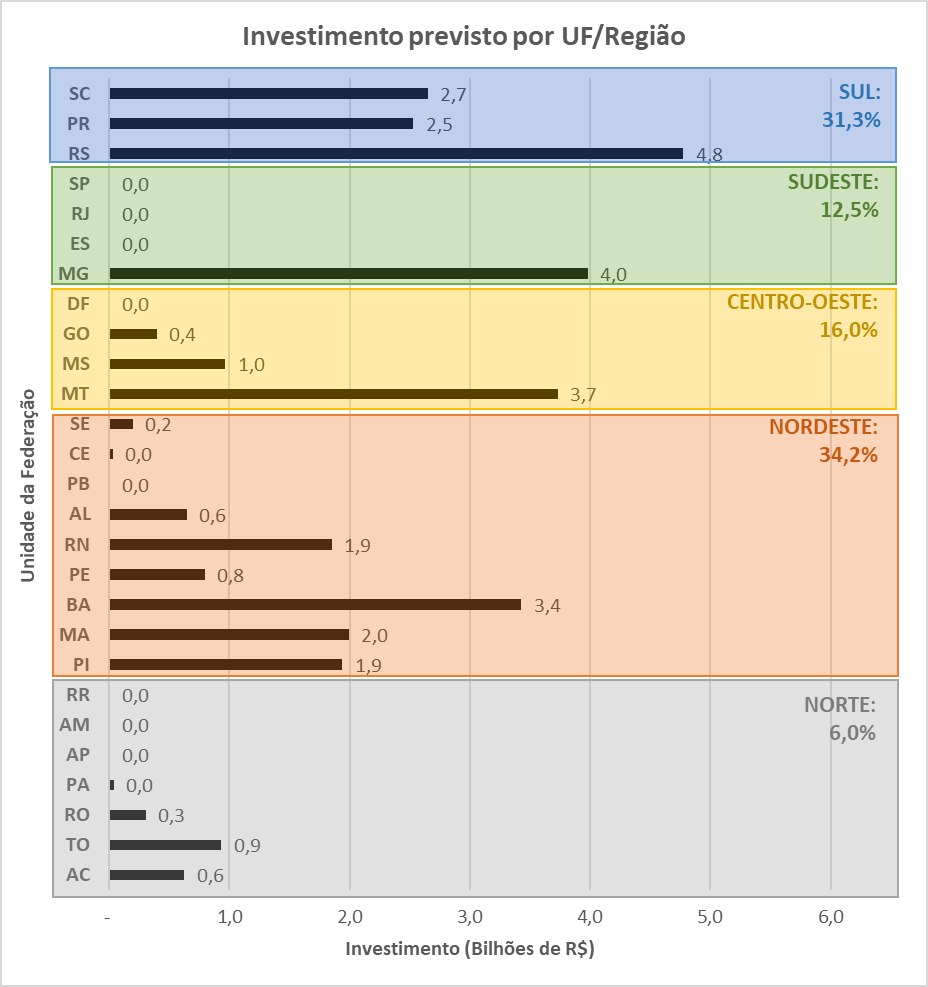 Investimento previsto por UF/Região
SUL:
31,3%
SC 2,7
PR 2,5
RS 4,8
SUDESTE:
12,5%
SP 0,0
RJ 0,0
ES 0,0
MG 4,0
CENTRO-OESTE:
16,0%
DF 0,0
GO 0,4
MS 1,0
MT 3,7
NORDESTE:
34,2%
SE 0,2
CE 0,0
PB 0,0
AL 0,6
RN 1,9
PE 0,8
BA 3,4
MA 2,0
PI 1,9
NORTE:
6,0%
RR 0,0
AM 0,0
AP 0,0
PA 0,0
RO 0,3
TO 0,9
AC 0,6
Unidade da Federação
- 1,0 2,0 3,0 4,0 5,0 6,0
Investimento (Bilhões de R$)